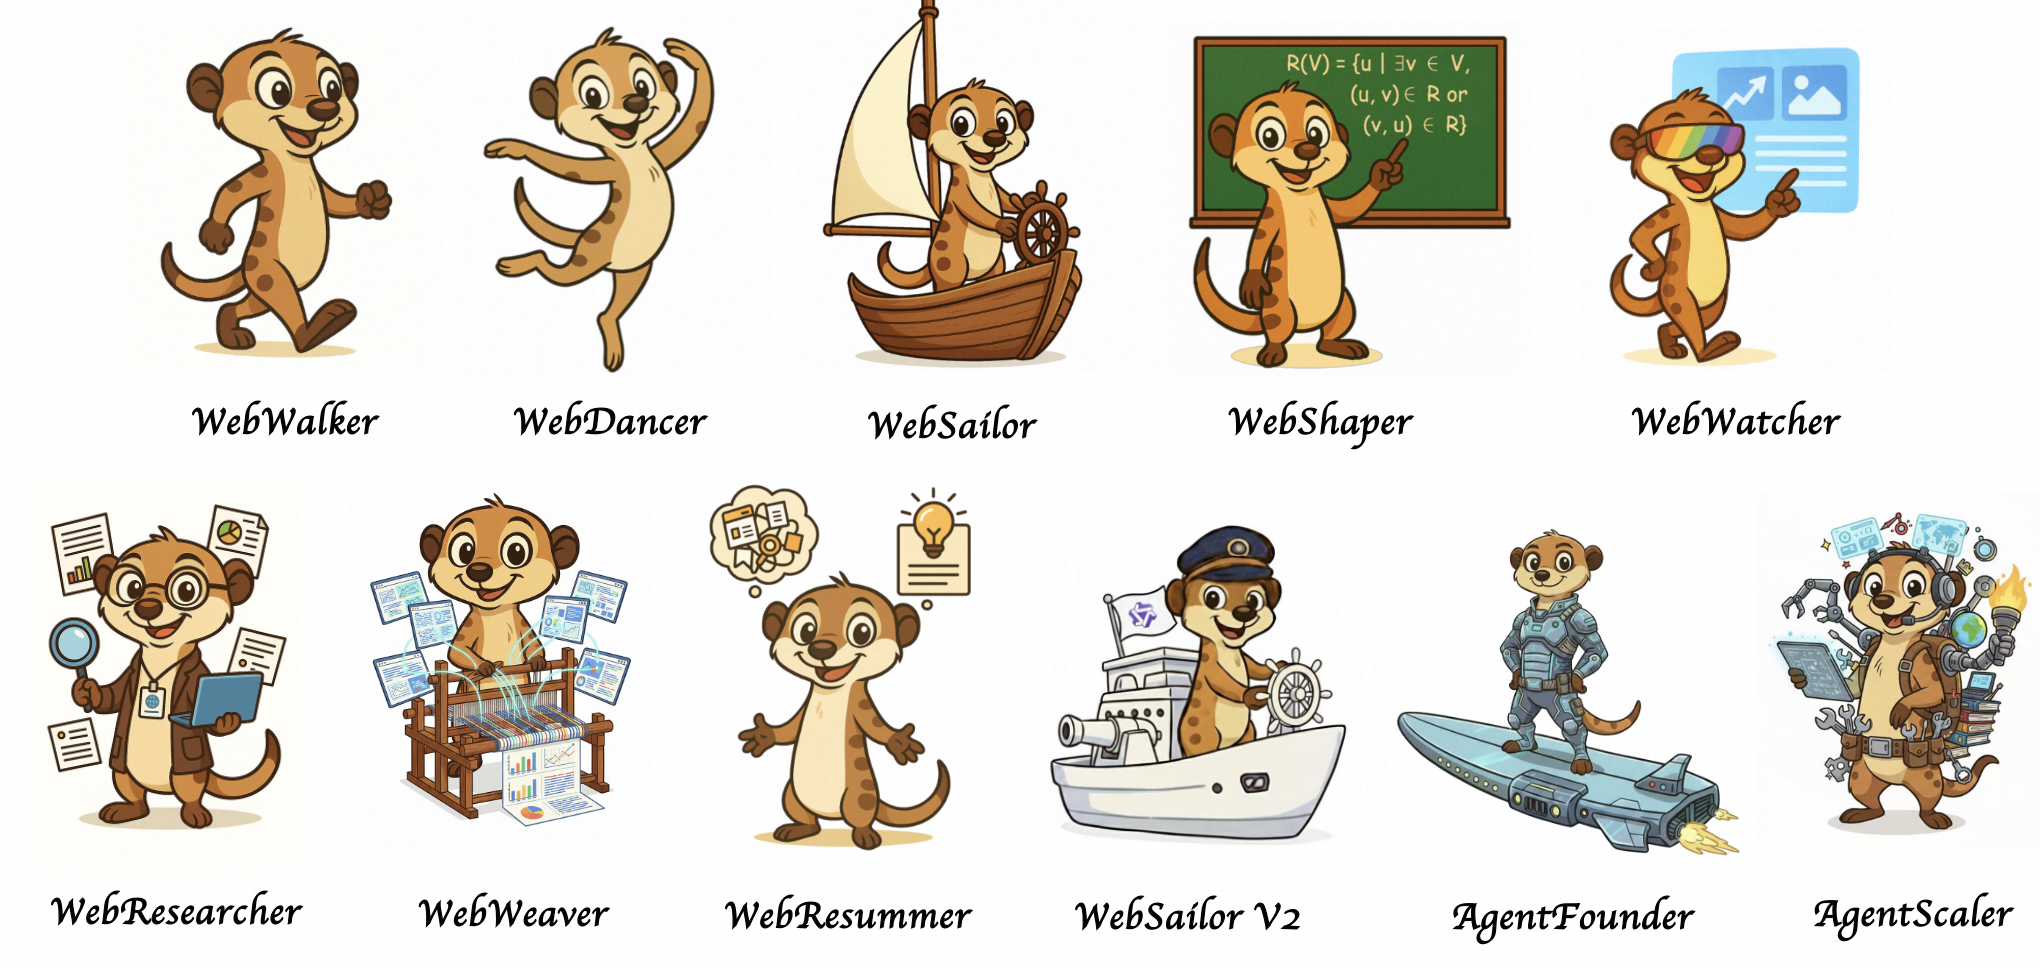 R(V) = {u | ∃v ∈ V,
(u, v) ∈ R or
(v, u) ∈ R}
WebWalker
WebDancer
WebSailor
WebShaper
WebWatcher
WebResearcher
WebWeaver
WebResummer
WebSailor V2
AgentFounder
AgentScaler